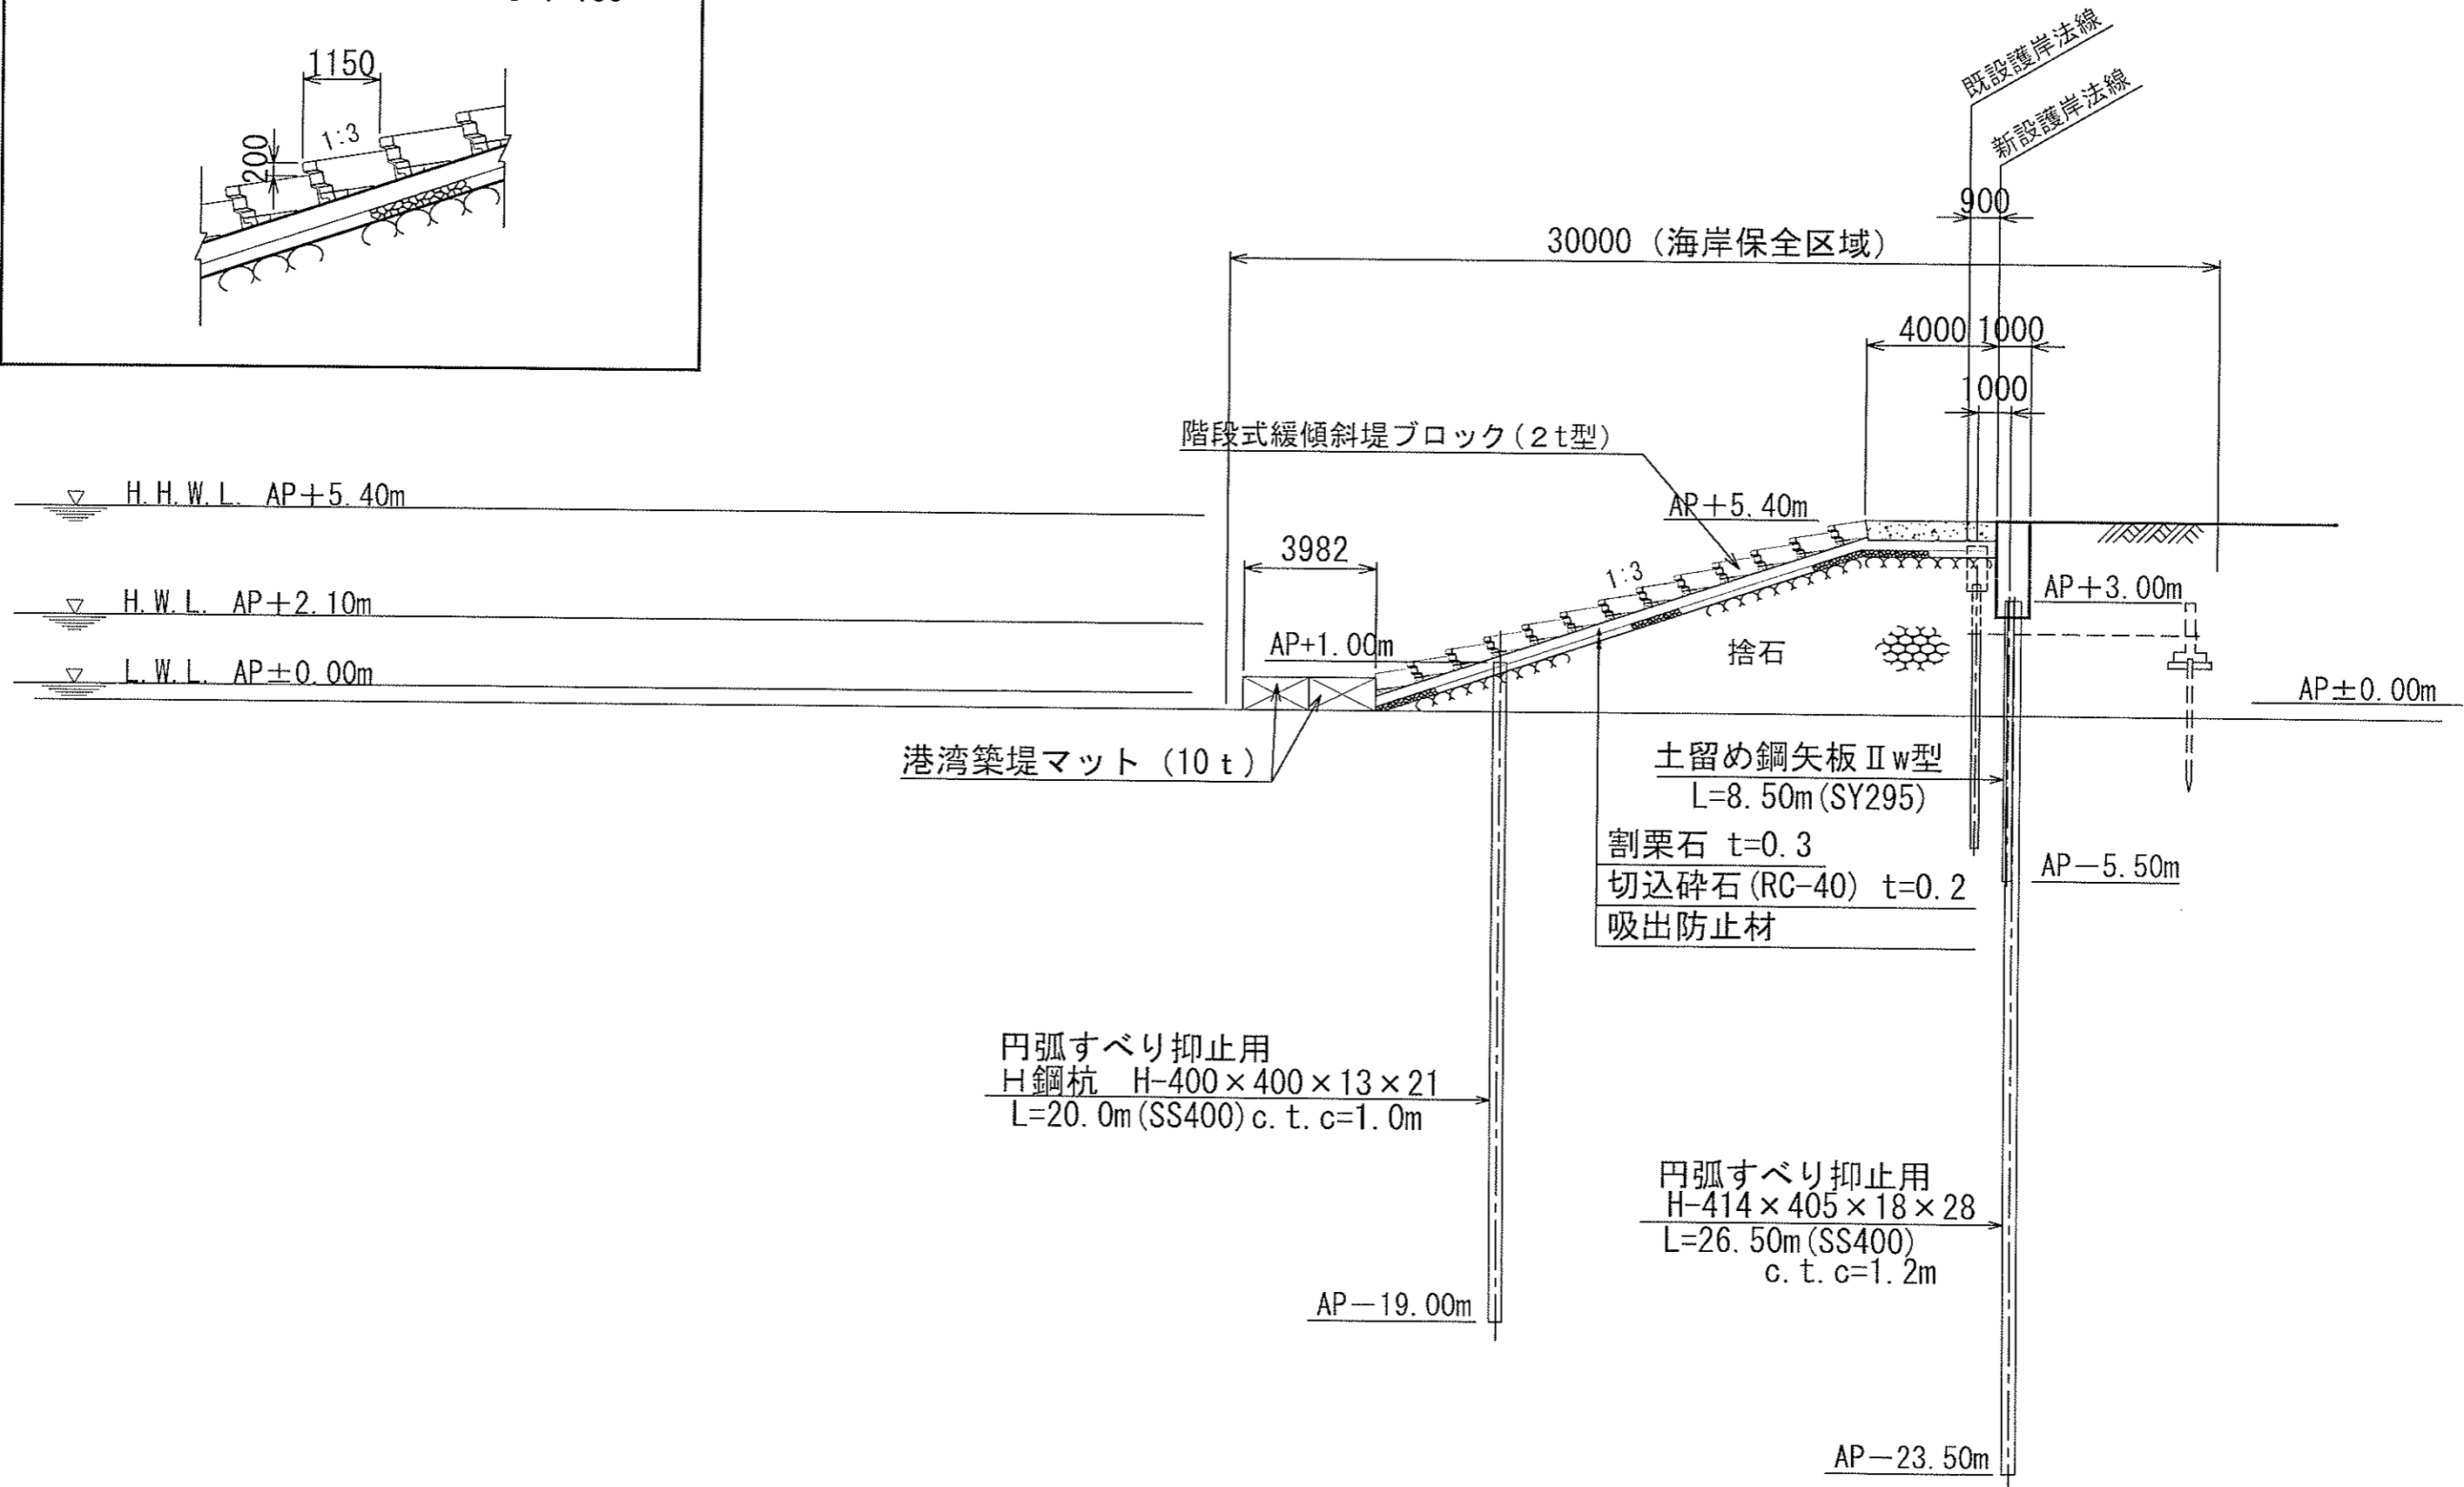 1150
1:3
200
既設護岸法線
新設護岸法線
900
30000 (海岸保全区域)
4000 1000
1000
階段式緩傾斜堤ブロック(2t型)
H.H.W.L. AP+5.40m
AP+5.40m
3982
1:3
H.W.L. AP+2.10m
AP+3.00m
AP+1.00m
捨石
L.W.L. AP±0.00m
AP±0.00m
港湾築堤マット (10t)
土留め鋼矢板Ⅱw型
L=8.50m(SY295)
割栗石 t=0.3
切込砕石(RC-40) t=0.2
吸出防止材
AP-5.50m
円弧すべり抑止用
H鋼杭 H-400×400×13×21
L=20.0m(SS400)c.t.c=1.0m
円弧すべり抑止用
H-414×405×18×28
L=26.50m(SS400)
c.t.c=1.2m
AP-19.00m
AP-23.50m